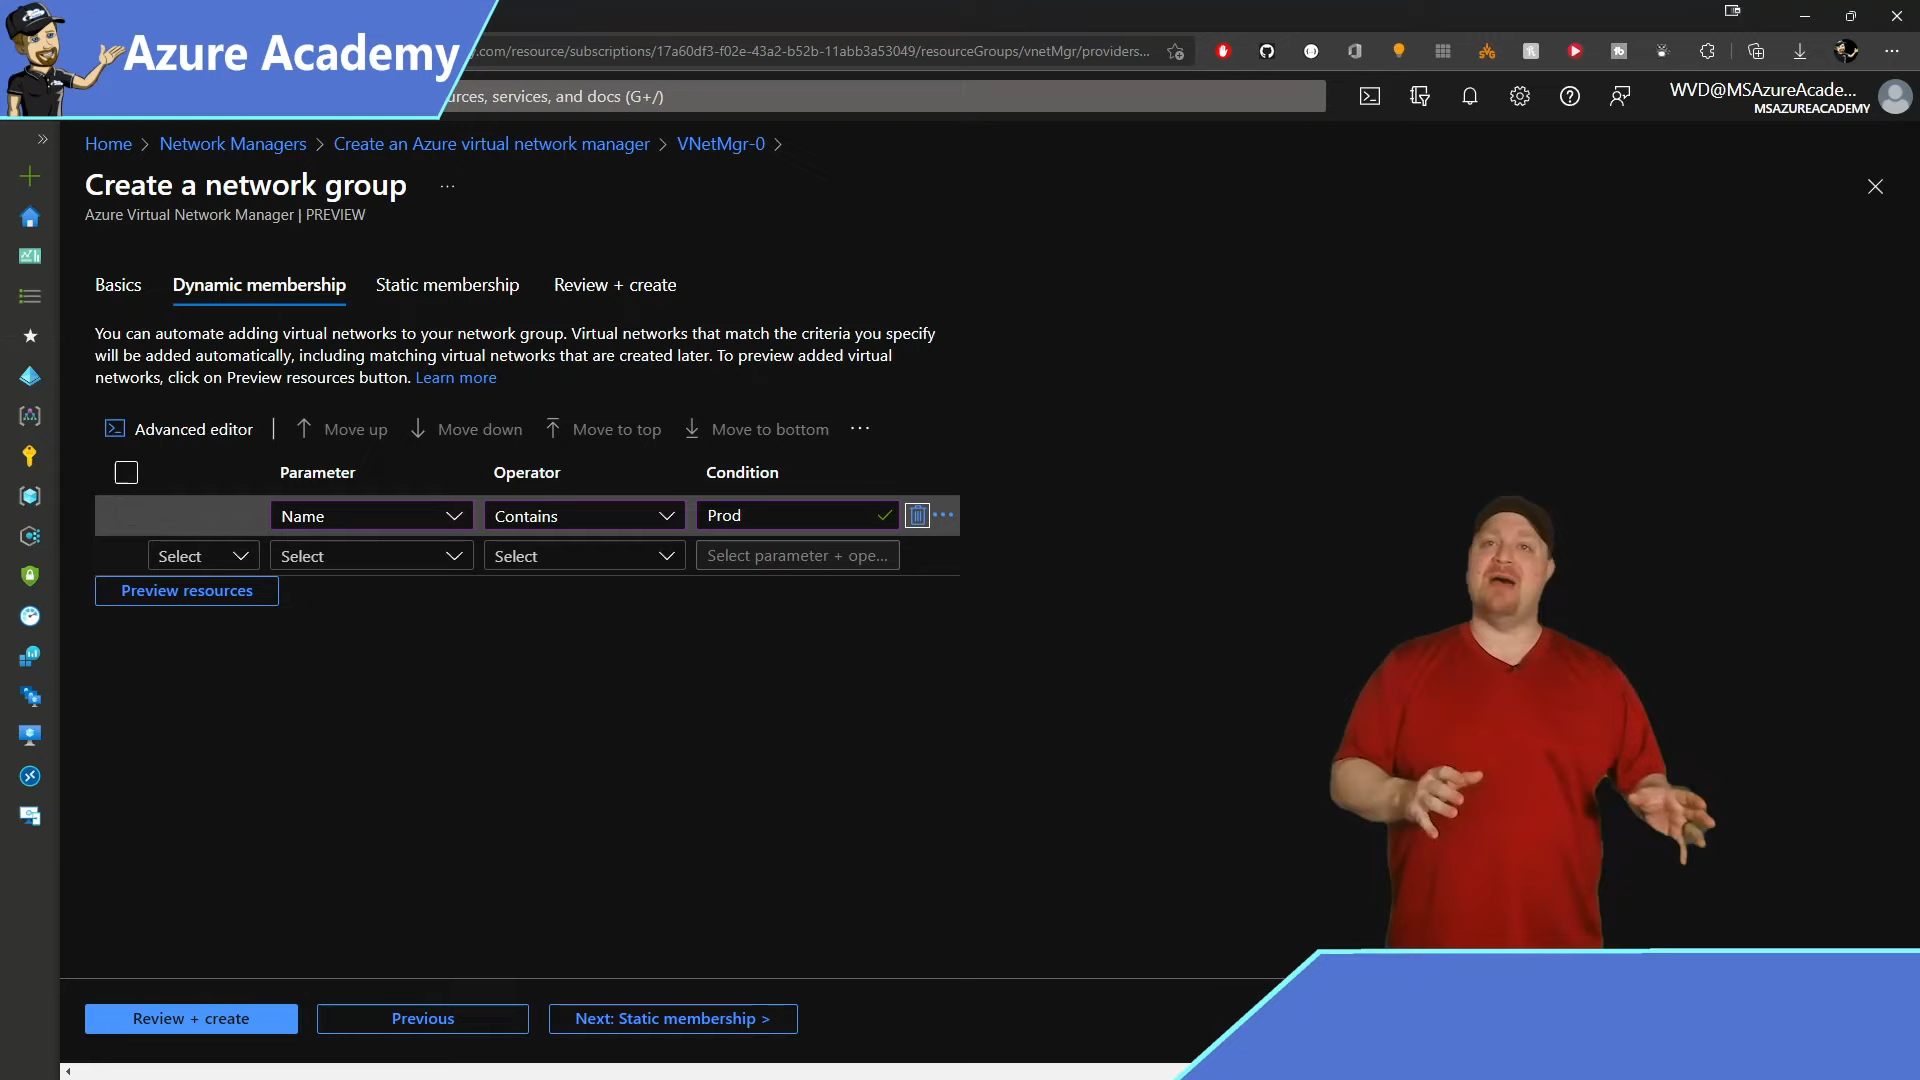 Azure Academy
.com/resource/subscriptions/17a60df3-f02e-43a2-b52b-11abb3a53049/resourceGroups/vnetMgr/providers...
urces, services, and docs (G+/)
WVD@MSAzureAcade...
MSAZUREACADEMY
Home > Network Managers > Create an Azure virtual network manager > VNetMgr-0 >
Create a network group ...
Azure Virtual Network Manager | PREVIEW
Basics Dynamic membership Static membership Review + create
You can automate adding virtual networks to your network group. Virtual networks that match the criteria you specify
will be added automatically, including matching virtual networks that are created later. To preview added virtual
networks, click on Preview resources button. Learn more
Advanced editor | Move up Move down Move to top Move to bottom ...
Parameter Operator Condition
Name Contains Prod
Select Select Select Select parameter + ope...
Preview resources
Review + create Previous Next: Static membership >